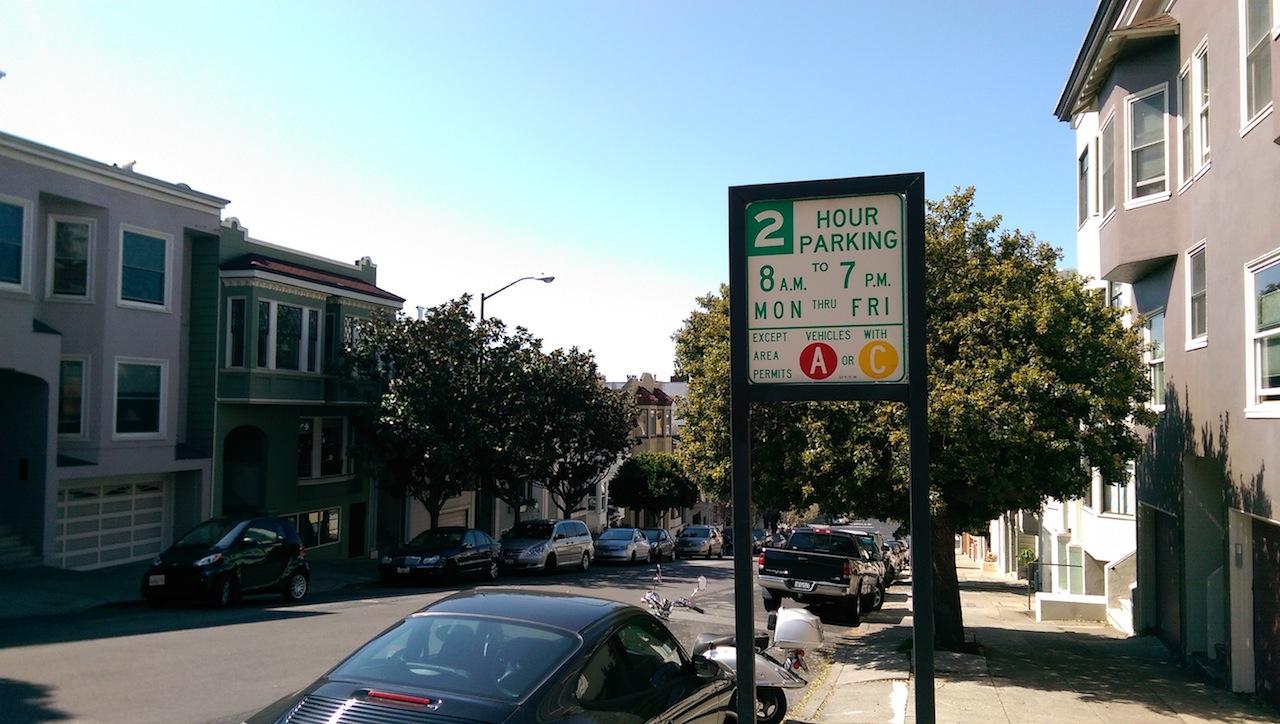 2 HOUR
PARKING
8 A.M. TO 7 P.M.
MON THRU FRI
EXCEPT VEHICLES WITH
AREA
PERMITS A OR C